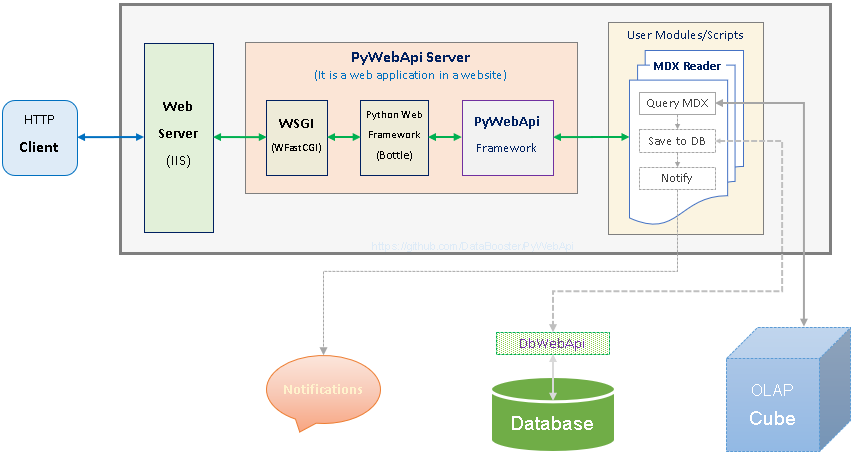 User Modules/Scripts
PyWebApi Server
(It is a web application in a website)
MDX Reader
HTTP
Client
Web
Server
(IIS)
WSGI
(WFastCGI)
Python Web
Framework
(Bottle)
PyWebApi
Framework
Query MDX
Save to DB
Notify
https://github.com/DataBooster/PyWebApi
Notifications
DbWebApi
Database
OLAP
Cube